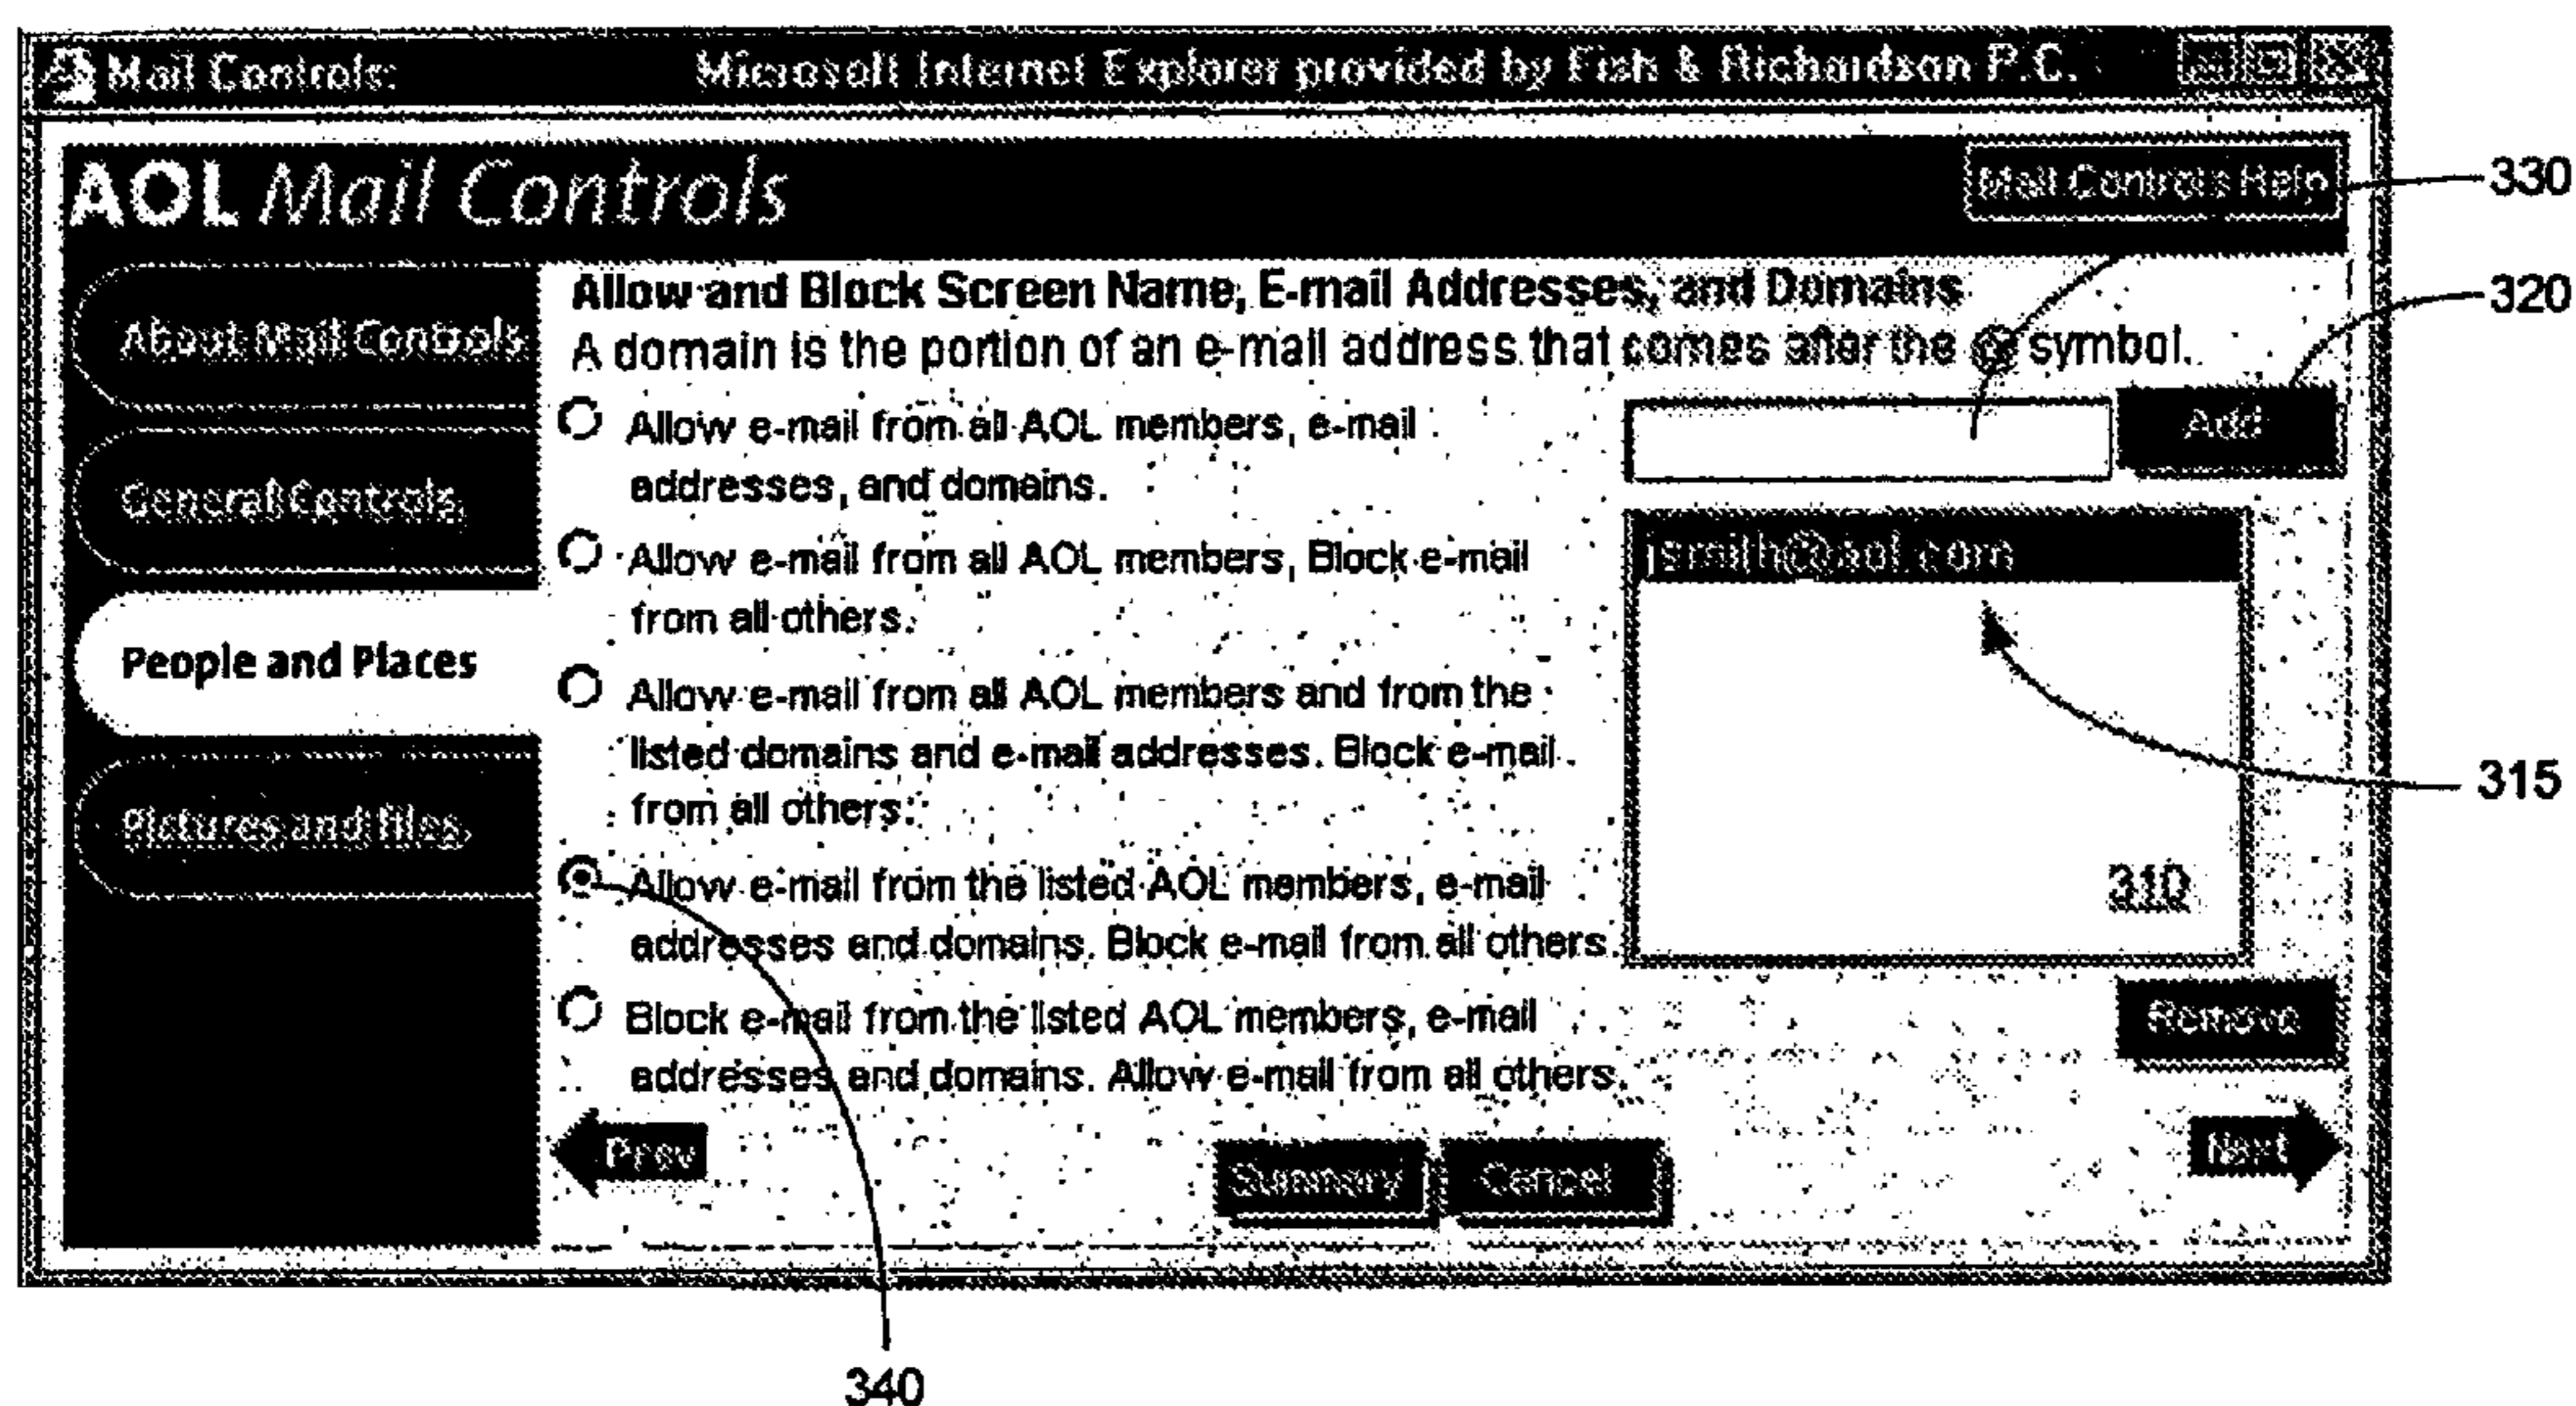 Mail Controls: Microsoft Internet Explorer provided by Fish & Richardson P.C.
AOL Mail Controls
Mail Controls Help
330
About Mail Controls
General Controls
People and Places
Pictures and Files
Allow and Block Screen Name, E-mail Addresses, and Domains
A domain is the portion of an e-mail address that comes after the @ symbol.
320
Allow e-mail from all AOL members, e-mail
addresses, and domains.
Allow e-mail from all AOL members, Block e-mail
from all others.
Allow e-mail from all AOL members and from the
listed domains and e-mail addresses. Block e-mail
from all others.
Allow e-mail from the listed AOL members, e-mail
addresses and domains. Block e-mail from all others.
Block e-mail from the listed AOL members, e-mail
addresses and domains. Allow e-mail from all others.
Add
jsmith@aol.com
315
310
Remove
Prev
Summary
Cancel
Next
340